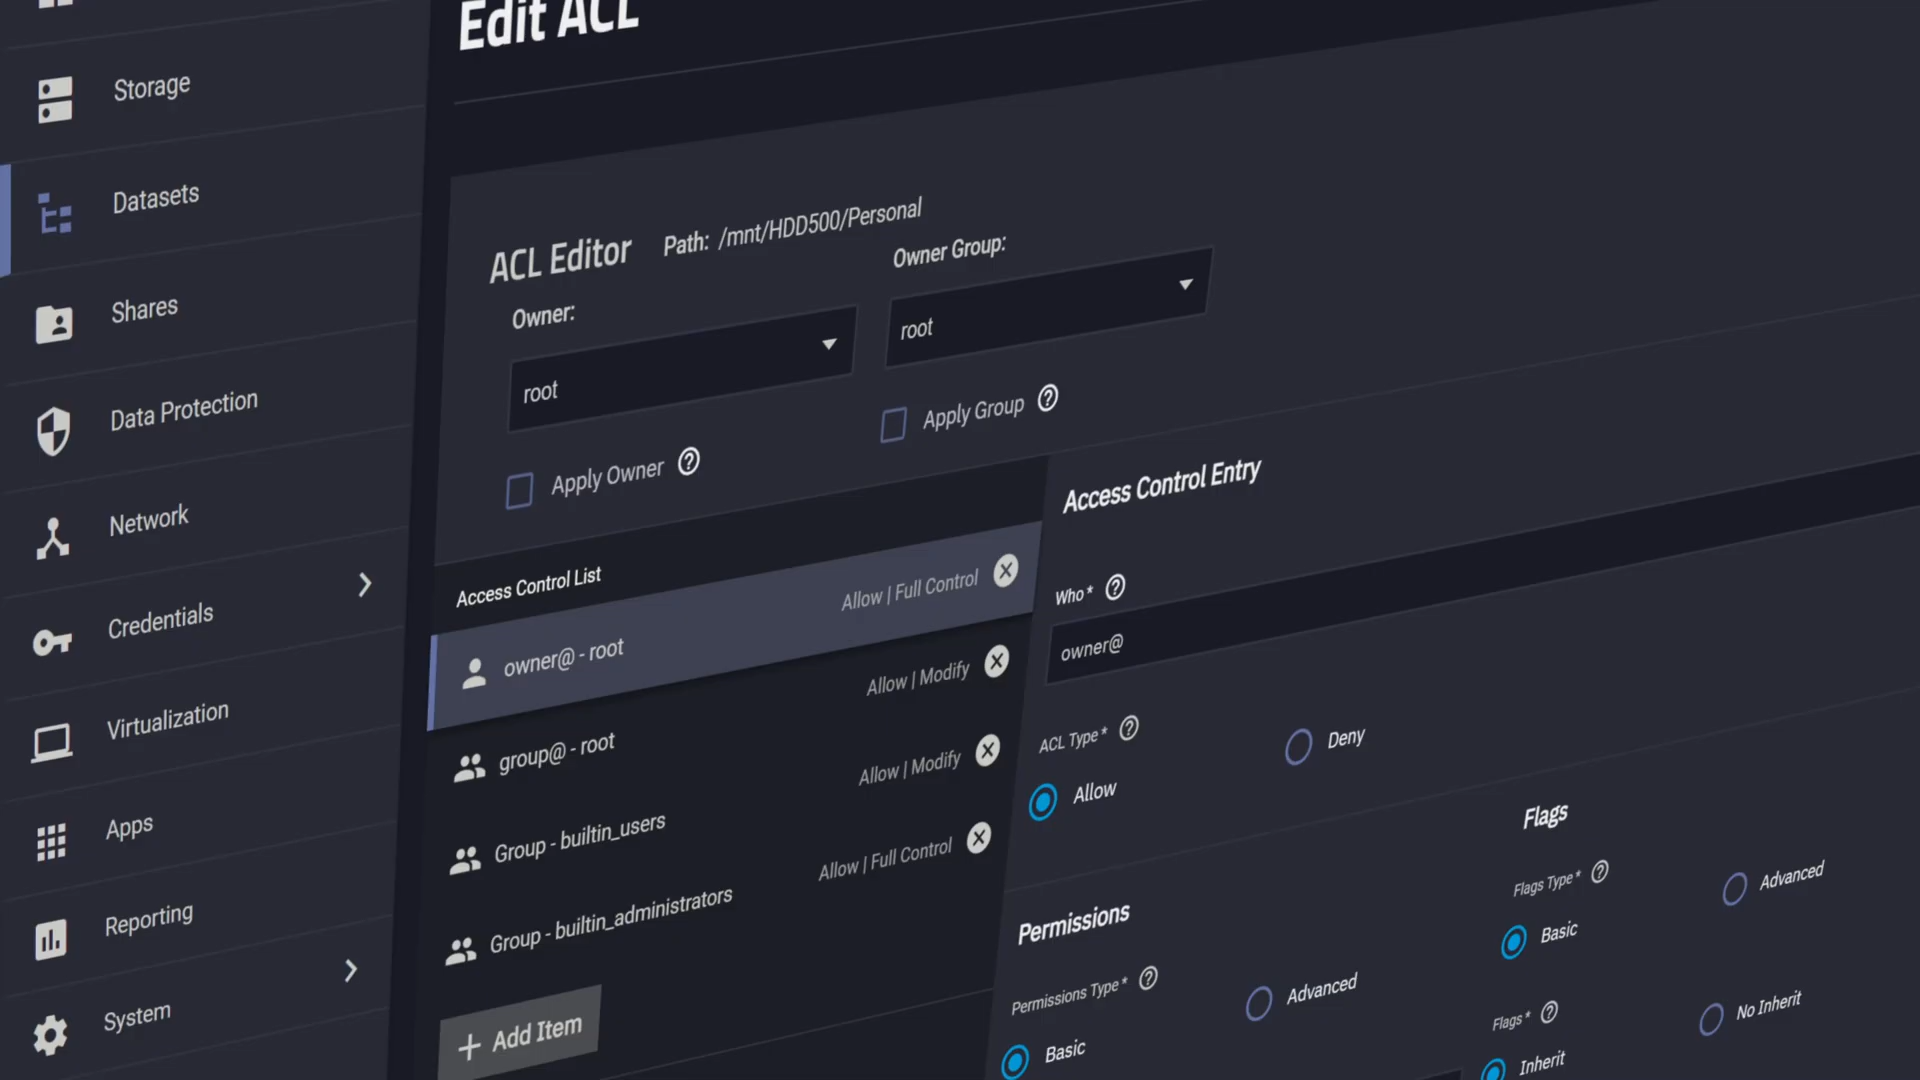 Edit ACL
Storage
Datasets
Shares
Data Protection
Network
Credentials
Virtualization
Apps
Reporting
System
ACL Editor
Path: /mnt/HDD500/Personal
Owner:
root
Apply Owner
Owner Group:
root
Apply Group
Access Control List
owner@ - root
Allow | Full Control
group@ - root
Allow | Modify
Group - builtin_users
Allow | Modify
Group - builtin_administrators
Allow | Full Control
+ Add Item
Access Control Entry
Who *
owner@
ACL Type *
Allow
Deny
Permissions
Permissions Type *
Basic
Advanced
Flags
Flags Type *
Basic
Advanced
Flags *
Inherit
No Inherit